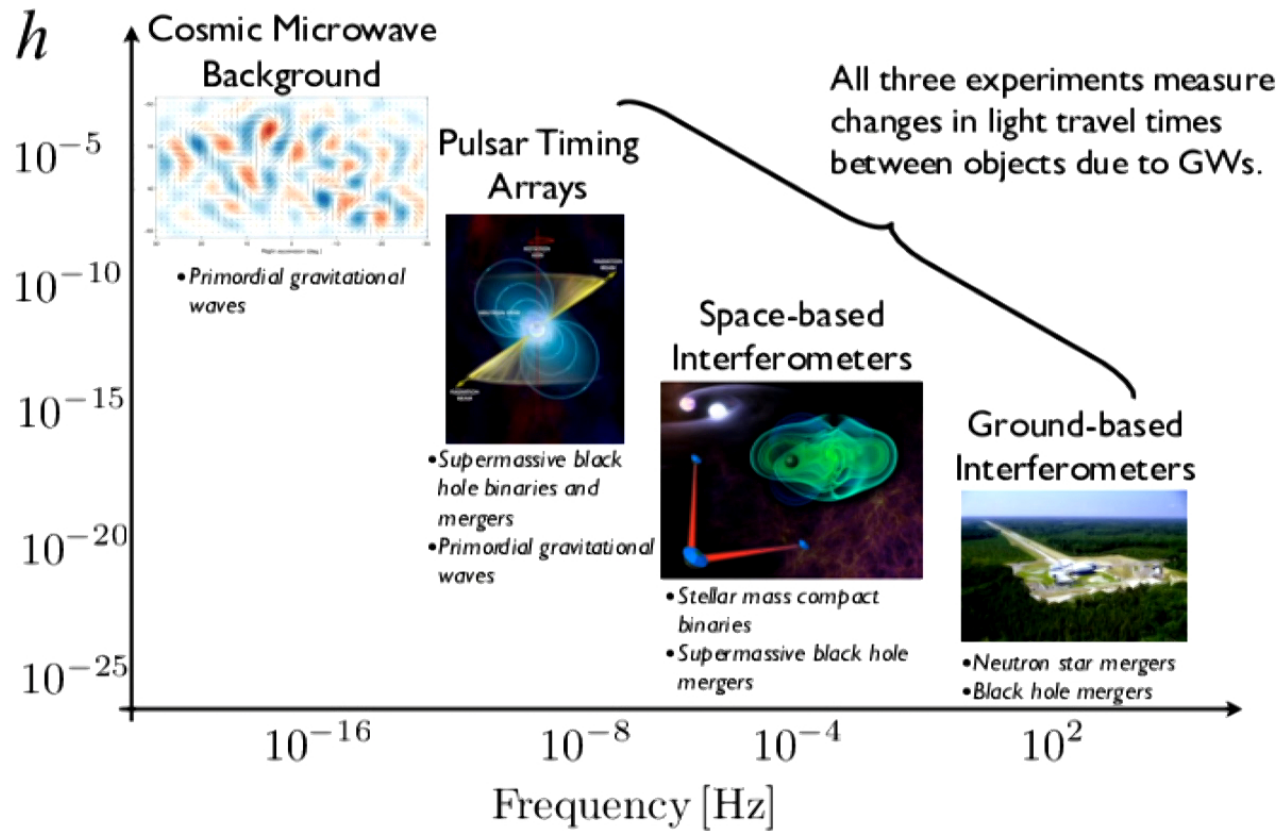 h
Cosmic Microwave
Background
All three experiments measure
changes in light travel times
between objects due to GWs.
Pulsar Timing
Arrays
•Primordial gravitational
waves
Space-based
Interferometers
Ground-based
Interferometers
•Supermassive black
hole binaries and
mergers
•Primordial gravitational
waves
•Stellar mass compact
binaries
•Supermassive black hole
mergers
•Neutron star mergers
•Black hole mergers
10⁻⁵
10⁻¹⁰
10⁻¹⁵
10⁻²⁰
10⁻²⁵
10⁻¹⁶ 10⁻⁸ 10⁻⁴ 10²
Frequency [Hz]